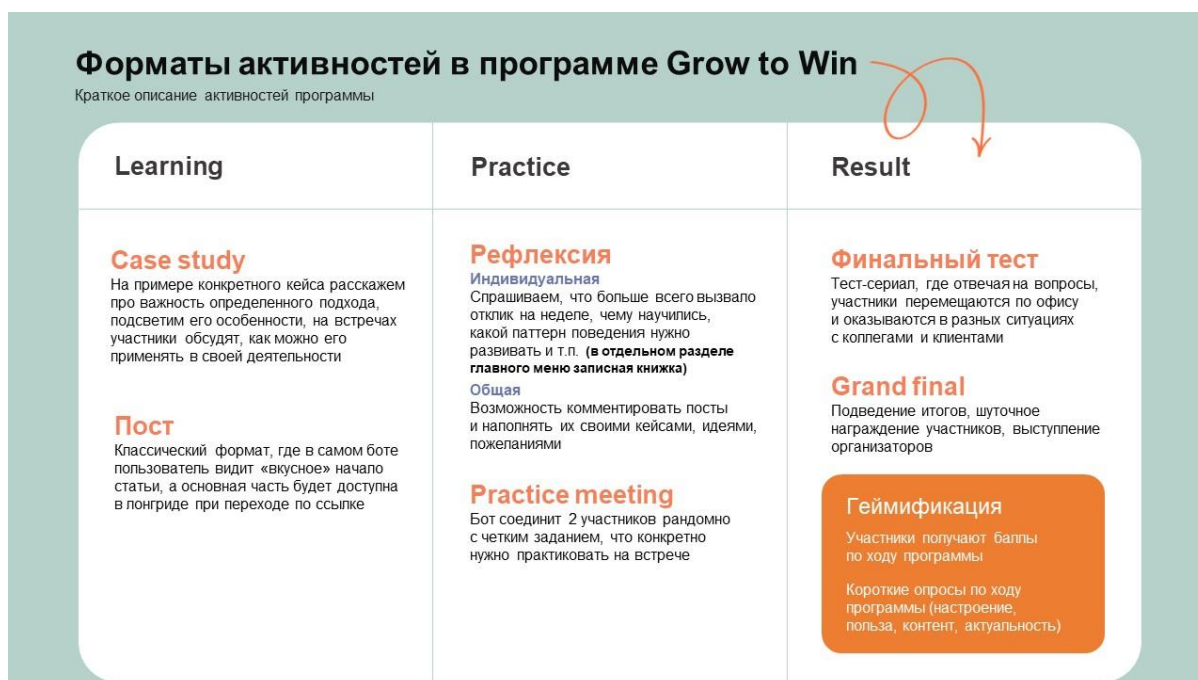 Форматы активностей в программе Grow to Win
Краткое описание активностей программы
Learning
Case study
На примере конкретного кейса расскажем
про важность определенного подхода,
подсветим его особенности, на встречах
участники обсудят, как можно его
применять в своей деятельности
Пост
Классический формат, где в самом боте
пользователь видит «вкусное» начало
статьи, а основная часть будет доступна
в лонгриде при переходе по ссылке
Practice
Рефлексия
Индивидуальная
Спрашиваем, что больше всего вызвало
отклик на неделе, чему научились,
какой паттерн поведения нужно
развивать и т.п. (в отдельном разделе
главного меню записная книжка)
Общая
Возможность комментировать посты
и наполнять их своими кейсами, идеями,
пожеланиями
Practice meeting
Бот соединит 2 участников рандомно
с четким заданием, что конкретно
нужно практиковать на встрече
Result
Финальный тест
Тест-сериал, где отвечая на вопросы,
участники перемещаются по офису
и оказываются в разных ситуациях
с коллегами и клиентами
Grand final
Подведение итогов, шуточное
награждение участников, выступление
организаторов
Геймификация
Участники получают баллы
по ходу программы
Короткие опросы по ходу
программы (настроение,
польза, контент, актуальность)